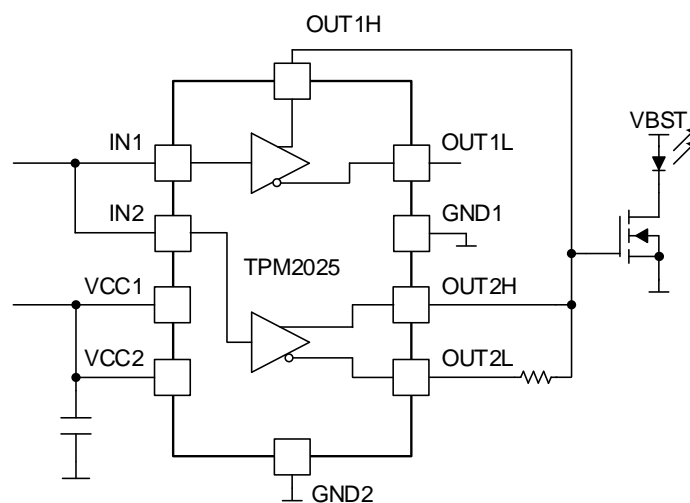 OUT1H
VBST
IN1
OUT1L
IN2
GND1
TPM2025
VCC1
OUT2H
VCC2
OUT2L
GND2